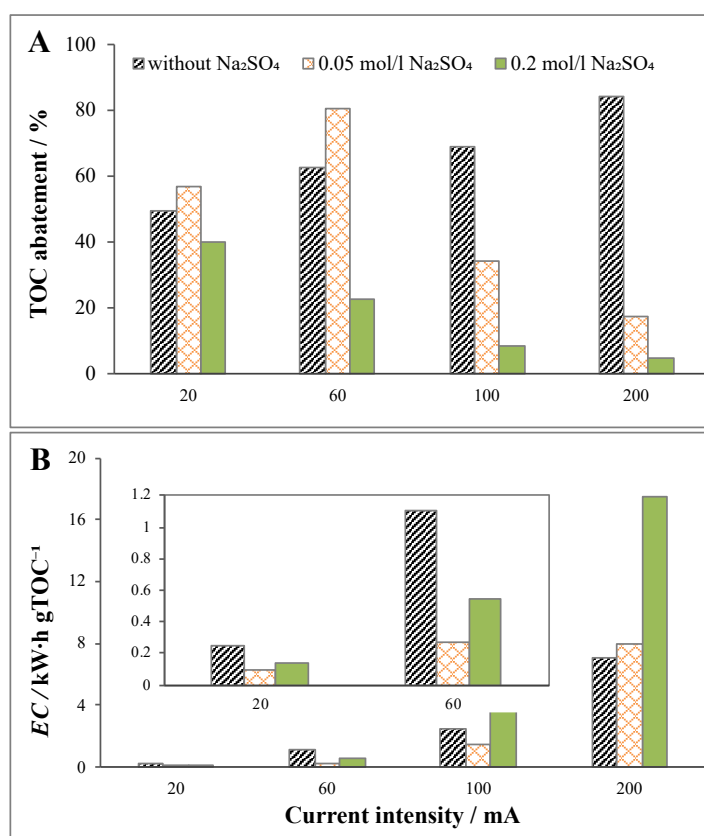 A
100
80
60
40
20
0
TOC abatement / %
without Na₂SO₄ 0.05 mol/l Na₂SO₄ 0.2 mol/l Na₂SO₄
20 60 100 200
B
20
16
12
8
4
0
EC / kW·h gTOC⁻¹
1.2
1
0.8
0.6
0.4
0.2
0
20 60
20 60 100 200
Current intensity / mA